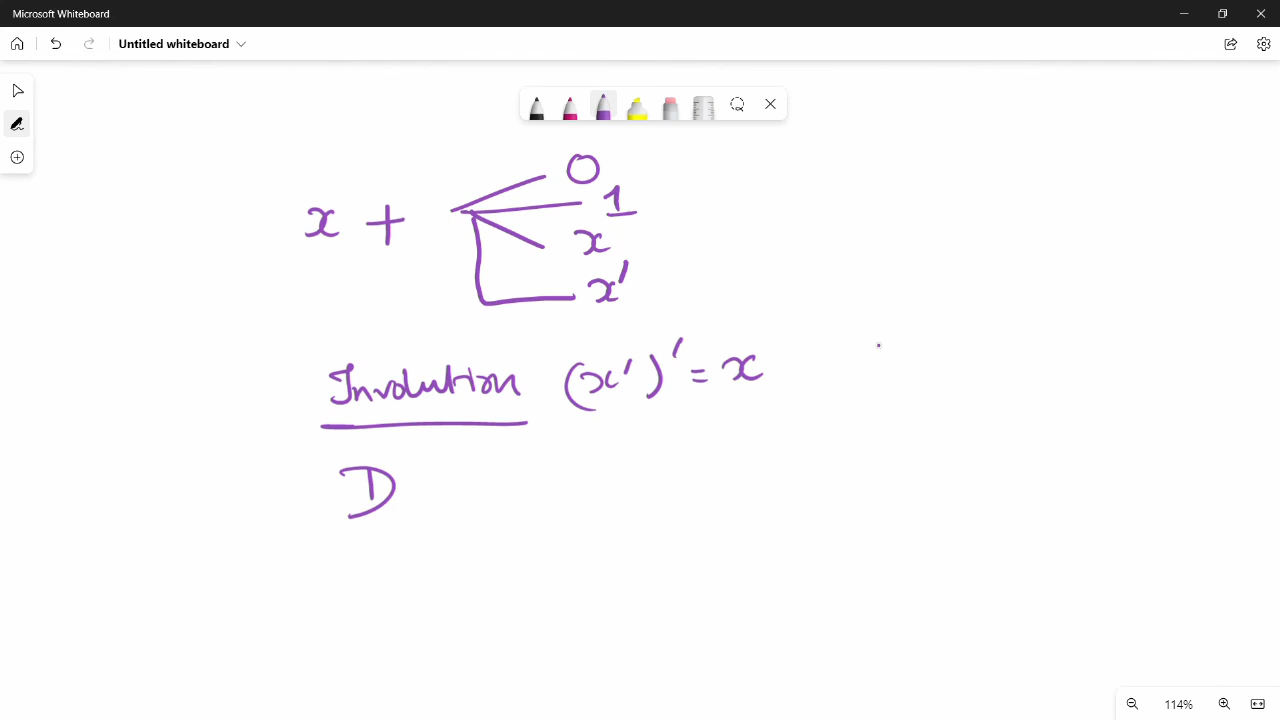 Microsoft Whiteboard
Untitled whiteboard
0
1
x +
x
x'
Involution (x')' = x
D
114%